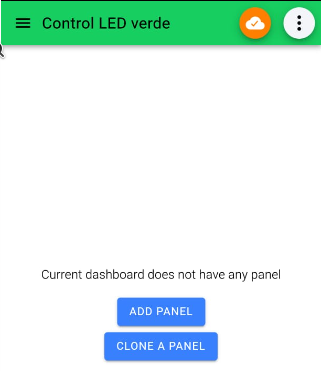 Control LED verde
Current dashboard does not have any panel
ADD PANEL
CLONE A PANEL